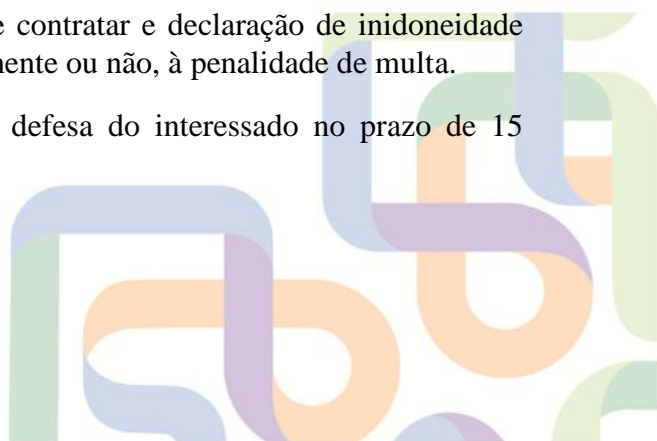 e contratar e declaração de inidoneidade
nente ou não, à penalidade de multa.
defesa do interessado no prazo de 15